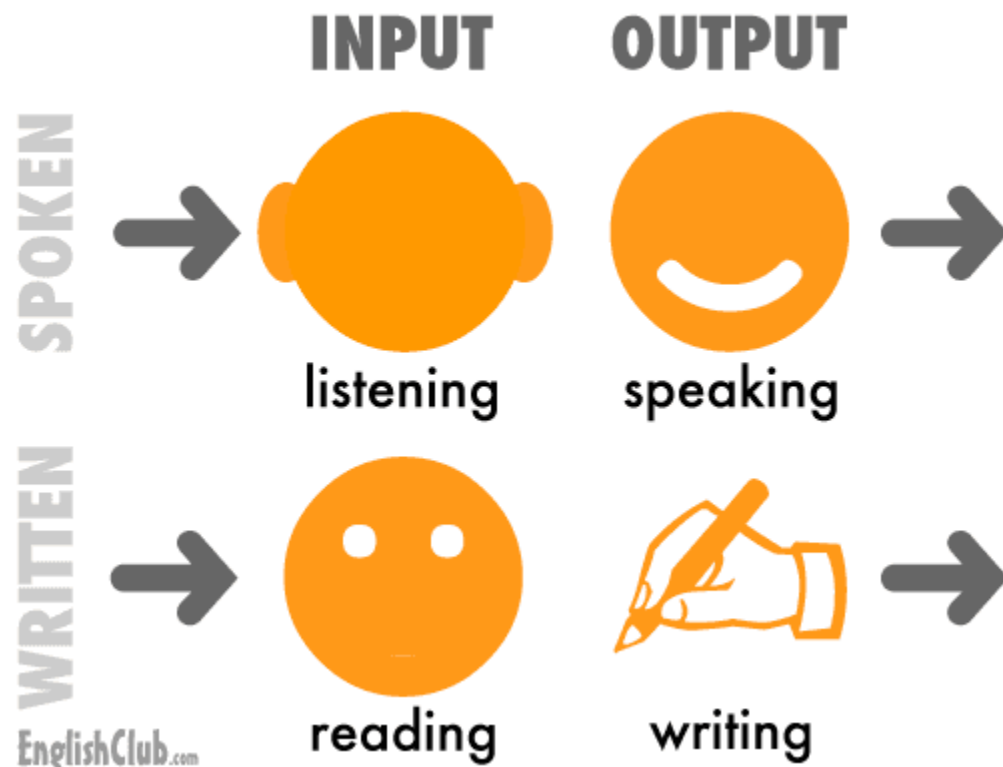 INPUT OUTPUT
SPOKEN
listening speaking
WRITTEN
reading writing
EnglishClub.com